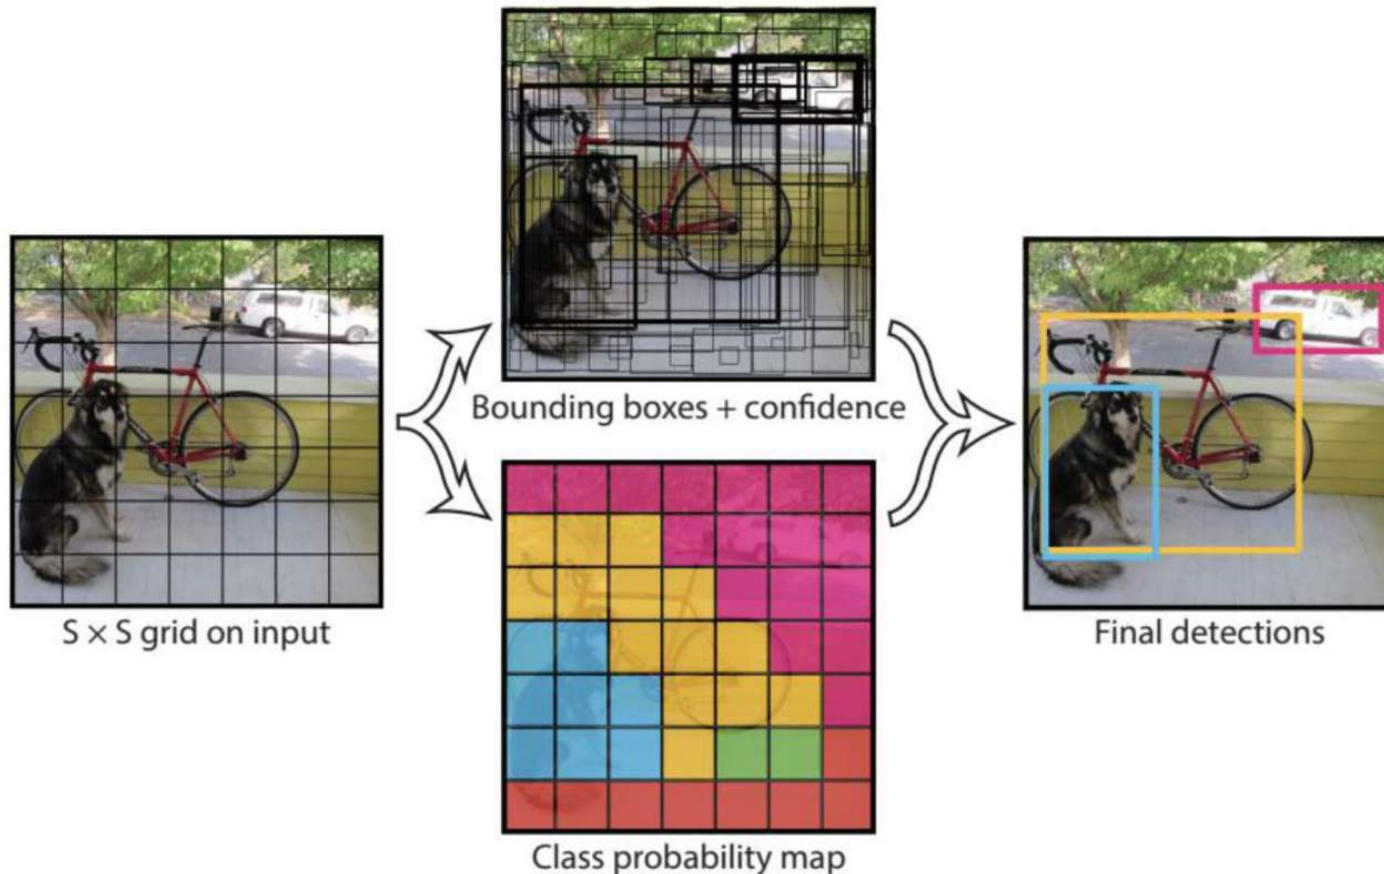 S × S grid on input
Bounding boxes + confidence
Class probability map
Final detections